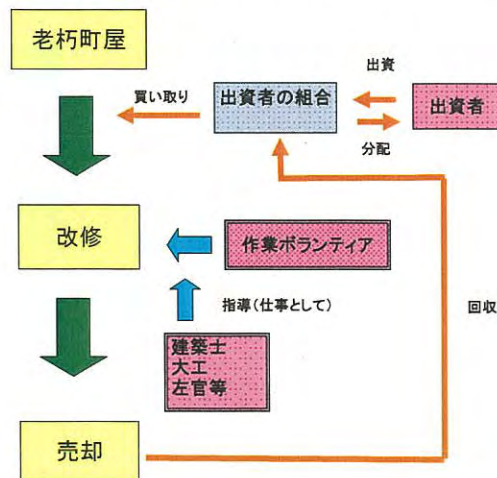 老朽町屋
出資
買い取り
出資者の組合
出資者
分配
改修
作業ボランティア
指導(仕事として)
回収
建築士
大工
左官等
売却